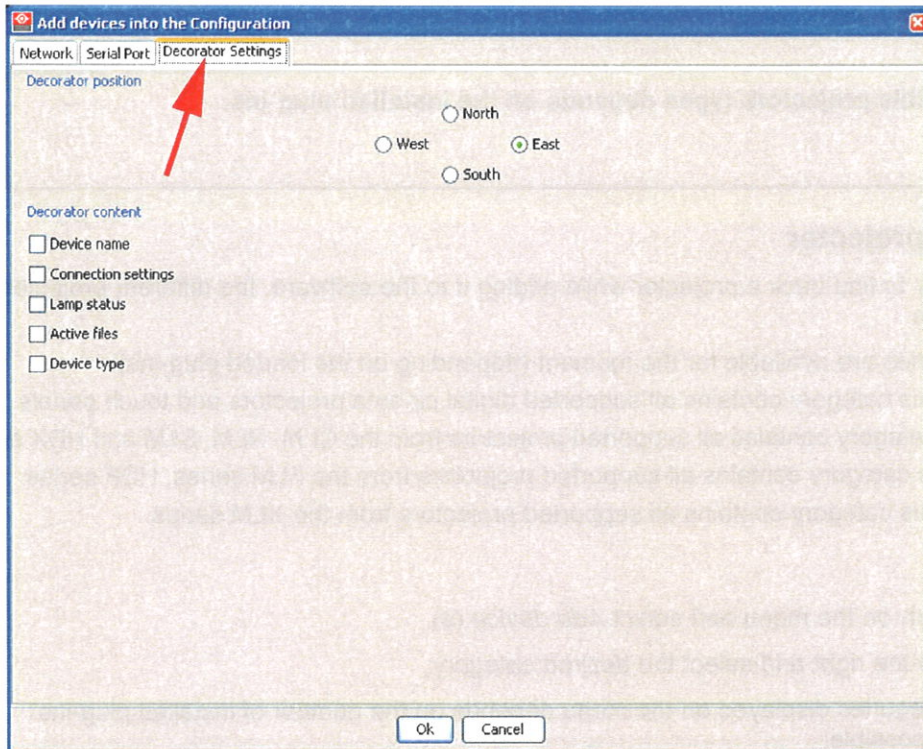 Add devices into the Configuration
Network Serial Port Decorator Settings
Decorator position
North
West East
South
Decorator content
Device name
Connection settings
Lamp status
Active files
Device type
Ok Cancel